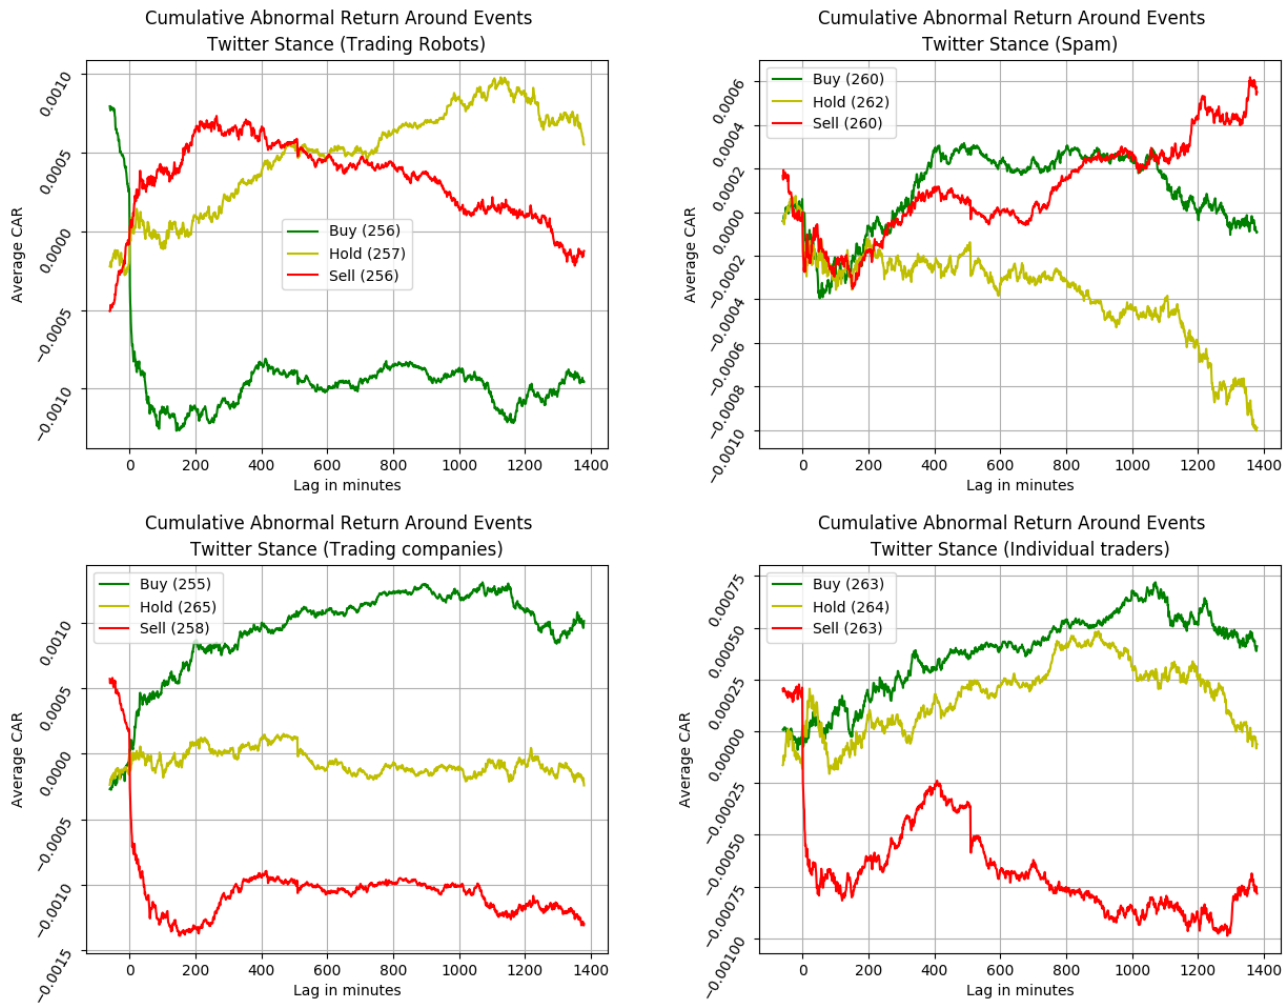 Cumulative Abnormal Return Around Events
Twitter Stance (Trading Robots)
Average CAR
0.0010
0.0005
0.0000
−0.0005
−0.0010
Buy (256)
Hold (257)
Sell (256)
0 200 400 600 800 1000 1200 1400
Lag in minutes
Cumulative Abnormal Return Around Events
Twitter Stance (Spam)
Average CAR
0.0006
0.0004
0.0002
0.0000
−0.0002
−0.0004
−0.0006
−0.0008
−0.0010
Buy (260)
Hold (262)
Sell (260)
0 200 400 600 800 1000 1200 1400
Lag in minutes
Cumulative Abnormal Return Around Events
Twitter Stance (Trading companies)
Average CAR
0.0010
0.0005
0.0000
−0.0005
−0.0010
−0.0015
Buy (255)
Hold (265)
Sell (258)
0 200 400 600 800 1000 1200 1400
Lag in minutes
Cumulative Abnormal Return Around Events
Twitter Stance (Individual traders)
Average CAR
0.00075
0.00050
0.00025
0.00000
−0.00025
−0.00050
−0.00075
−0.00100
Buy (263)
Hold (264)
Sell (263)
0 200 400 600 800 1000 1200 1400
Lag in minutes